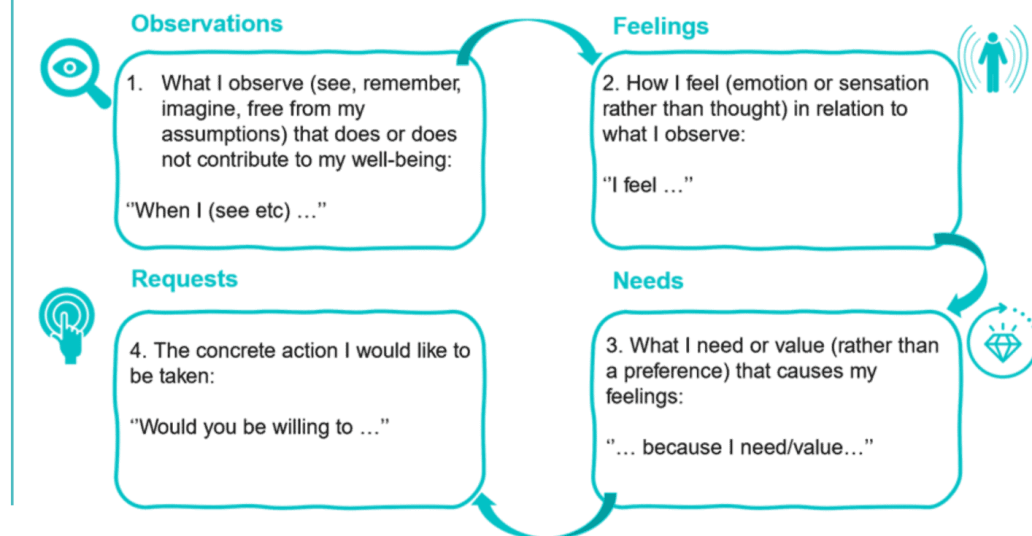 Observations
1. What I observe (see, remember,
imagine, free from my
assumptions) that does or does
not contribute to my well-being:
‘’When I (see etc) …’’
Feelings
2. How I feel (emotion or sensation
rather than thought) in relation to
what I observe:
‘’I feel …’’
Needs
3. What I need or value (rather than
a preference) that causes my
feelings:
‘’… because I need/value…’’
Requests
4. The concrete action I would like to
be taken:
‘’Would you be willing to …’’